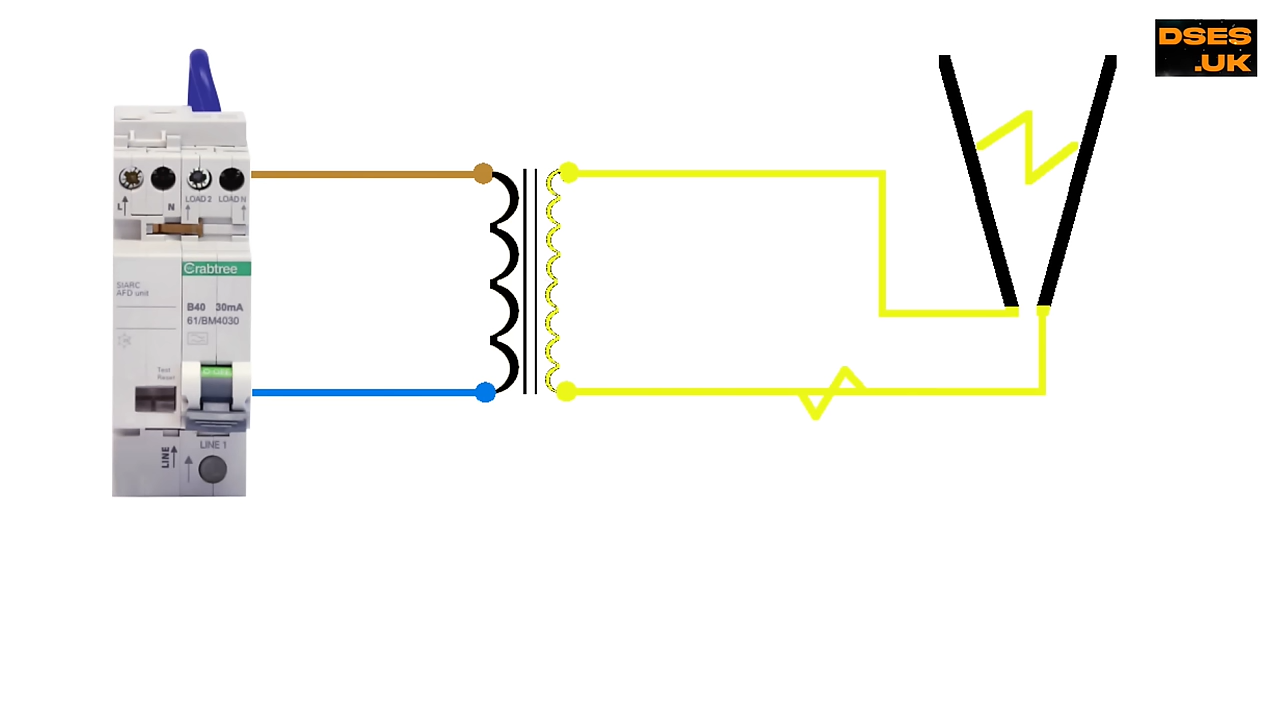 DSES
.UK
L
N
LOAD 2
LOAD N
Crabtree
SIARC
AFD unit
B40 30mA
61/BM4030
Test
Reset
LINE 1
LINE